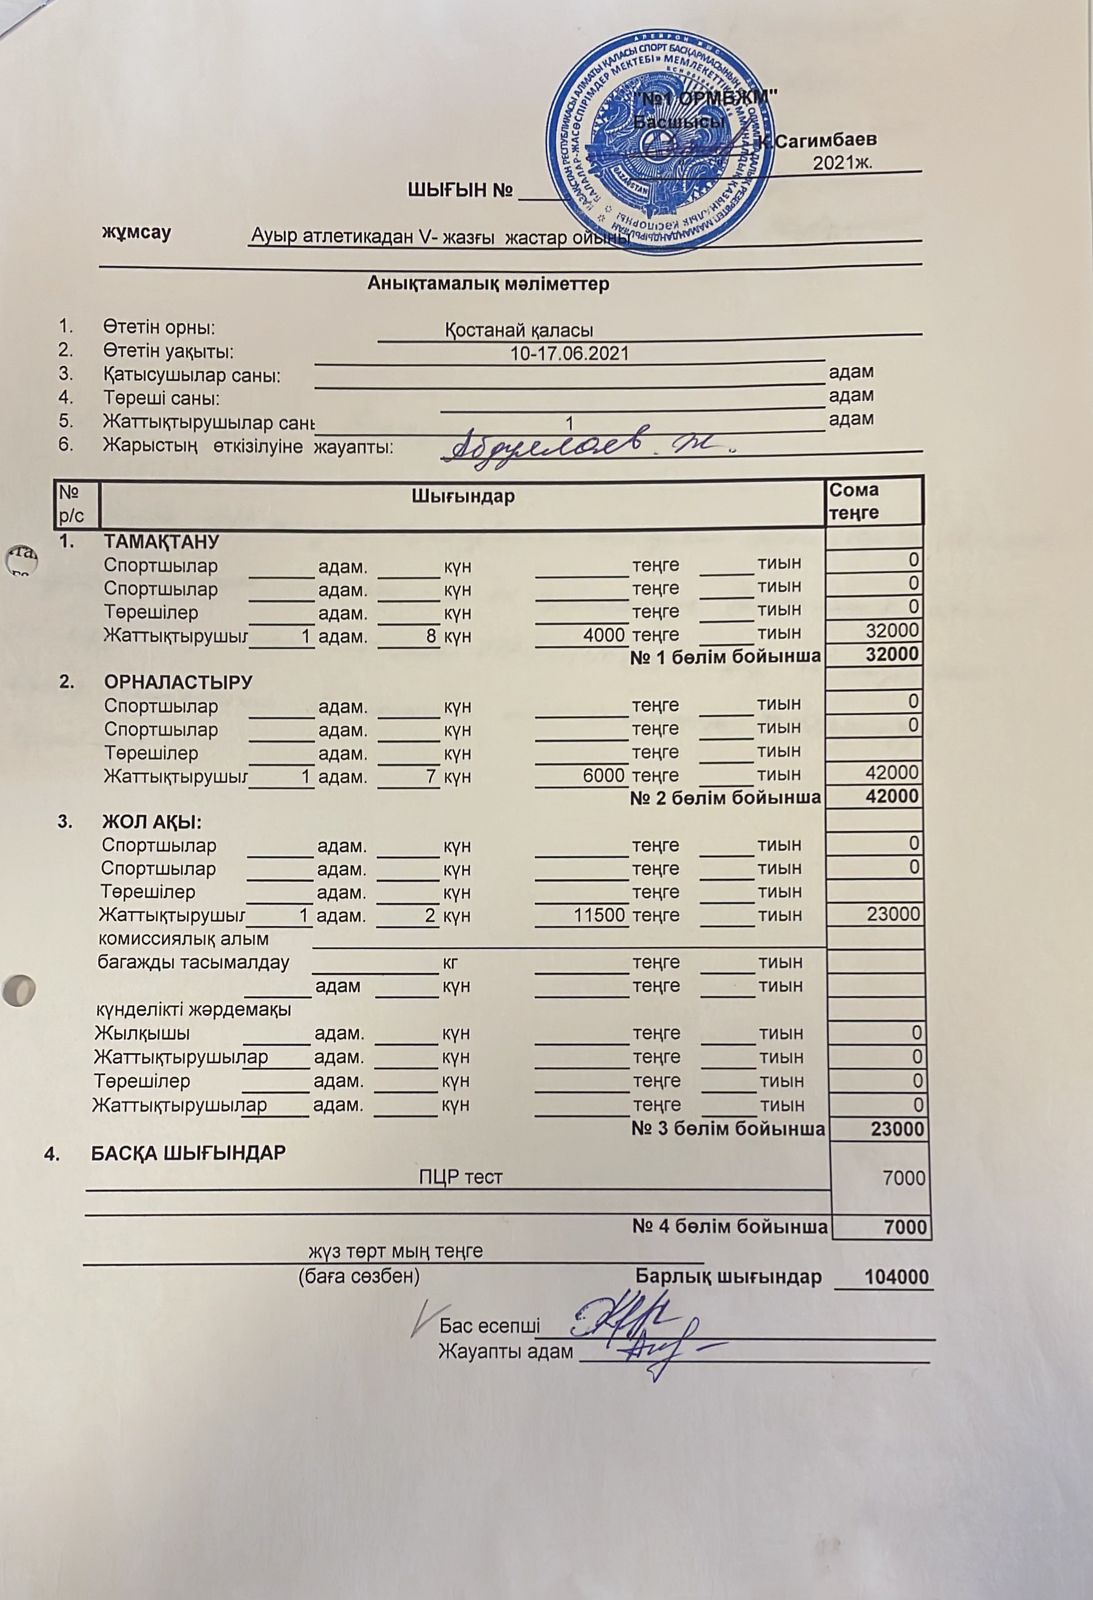 "№1 ОРМБЖМ"
Басшысы
К.Сагимбаев
2021ж.
ШЫҒЫН № ____
жұмсау Ауыр атлетикадан V- жазғы жастар ойыны
Анықтамалық мәліметтер
1. Өтетін орны: Қостанай қаласы
2. Өтетін уақыты: 10-17.06.2021
3. Қатысушылар саны: адам
4. Төреші саны: адам
5. Жаттықтырушылар саны 1 адам
6. Жарыстың өткізілуіне жауапты: Абдуллаев. Ж.
№ р/с Шығындар Сома теңге
1. ТАМАҚТАНУ
Спортшылар адам. күн теңге тиын 0
Спортшылар адам. күн теңге тиын 0
Төрешілер адам. күн теңге тиын 0
Жаттықтырушыл 1 адам. 8 күн 4000 теңге тиын 32000
№ 1 бөлім бойынша 32000
2. ОРНАЛАСТЫРУ
Спортшылар адам. күн теңге тиын 0
Спортшылар адам. күн теңге тиын 0
Төрешілер адам. күн теңге тиын
Жаттықтырушыл 1 адам. 7 күн 6000 теңге тиын 42000
№ 2 бөлім бойынша 42000
3. ЖОЛ АҚЫ:
Спортшылар адам. күн теңге тиын 0
Спортшылар адам. күн теңге тиын 0
Төрешілер адам. күн теңге тиын
Жаттықтырушыл 1 адам. 2 күн 11500 теңге тиын 23000
комиссиялық алым
багажды тасымалдау кг теңге тиын
адам күн теңге тиын
күнделікті жәрдемақы
Жылқышы адам. күн теңге тиын 0
Жаттықтырушылар адам. күн теңге тиын 0
Төрешілер адам. күн теңге тиын 0
Жаттықтырушылар адам. күн теңге тиын 0
№ 3 бөлім бойынша 23000
4. БАСҚА ШЫҒЫНДАР
ПЦР тест 7000
№ 4 бөлім бойынша 7000
жүз төрт мың теңге
(баға сөзбен) Барлық шығындар 104000
Бас есепші
Жауапты адам